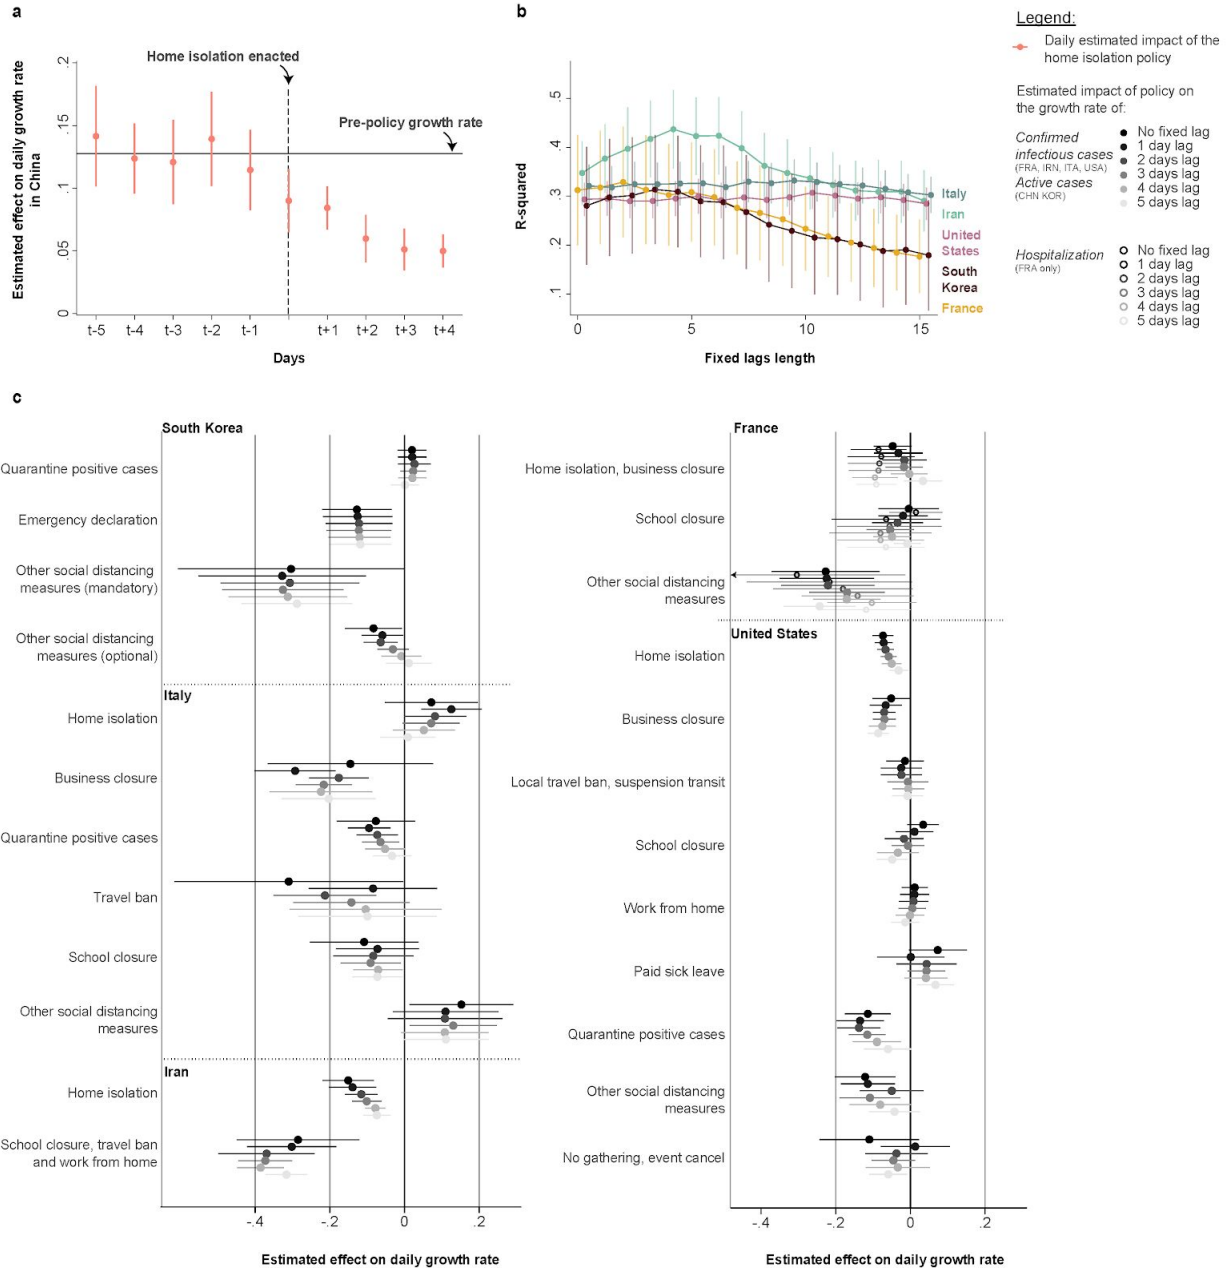 a
Estimated effect on daily growth rate
in China
.2
.15
.1
.05
0
Home isolation enacted
Pre-policy growth rate
t-5 t-4 t-3 t-2 t-1 t+1 t+2 t+3 t+4
Days
b
R-squared
.5
.4
.3
.2
.1
0 5 10 15
Fixed lags length
Italy
Iran
United
States
South
Korea
France
Legend:
Daily estimated impact of the
home isolation policy
Estimated impact of policy on
the growth rate of:
Confirmed
infectious cases
(FRA, IRN, ITA, USA)
Active cases
(CHN KOR)
No fixed lag
1 day lag
2 days lag
3 days lag
4 days lag
5 days lag
Hospitalization
(FRA only)
No fixed lag
1 day lag
2 days lag
3 days lag
4 days lag
5 days lag
c
South Korea
Quarantine positive cases
Emergency declaration
Other social distancing
measures (mandatory)
Other social distancing
measures (optional)
Italy
Home isolation
Business closure
Quarantine positive cases
Travel ban
School closure
Other social distancing
measures
Iran
Home isolation
School closure, travel ban
and work from home
-.4 -.2 0 .2
Estimated effect on daily growth rate
France
Home isolation, business closure
School closure
Other social distancing
measures
United States
Home isolation
Business closure
Local travel ban, suspension transit
School closure
Work from home
Paid sick leave
Quarantine positive cases
Other social distancing
measures
No gathering, event cancel
-.4 -.2 0 .2
Estimated effect on daily growth rate